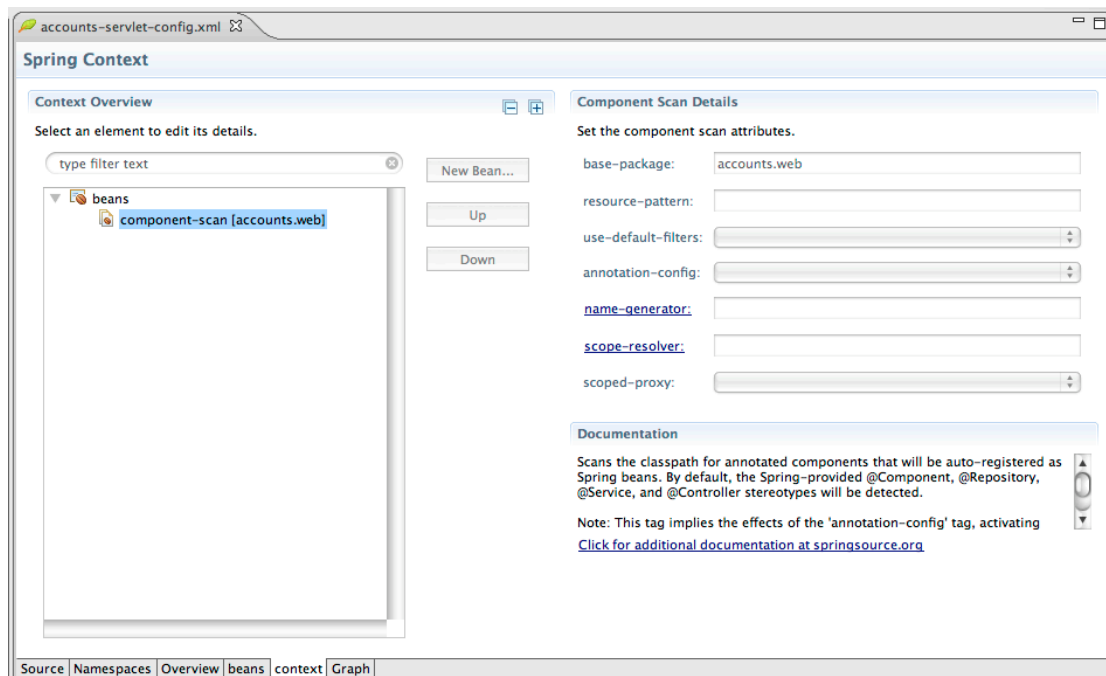 accounts-servlet-config.xml
Spring Context
Context Overview
Select an element to edit its details.
type filter text
beans
component-scan [accounts.web]
New Bean...
Up
Down
Component Scan Details
Set the component scan attributes.
base-package: accounts.web
resource-pattern:
use-default-filters:
annotation-config:
name-generator:
scope-resolver:
scoped-proxy:
Documentation
Scans the classpath for annotated components that will be auto-registered as
Spring beans. By default, the Spring-provided @Component, @Repository,
@Service, and @Controller stereotypes will be detected.
Note: This tag implies the effects of the 'annotation-config' tag, activating
Click for additional documentation at springsource.org
Source Namespaces Overview beans context Graph